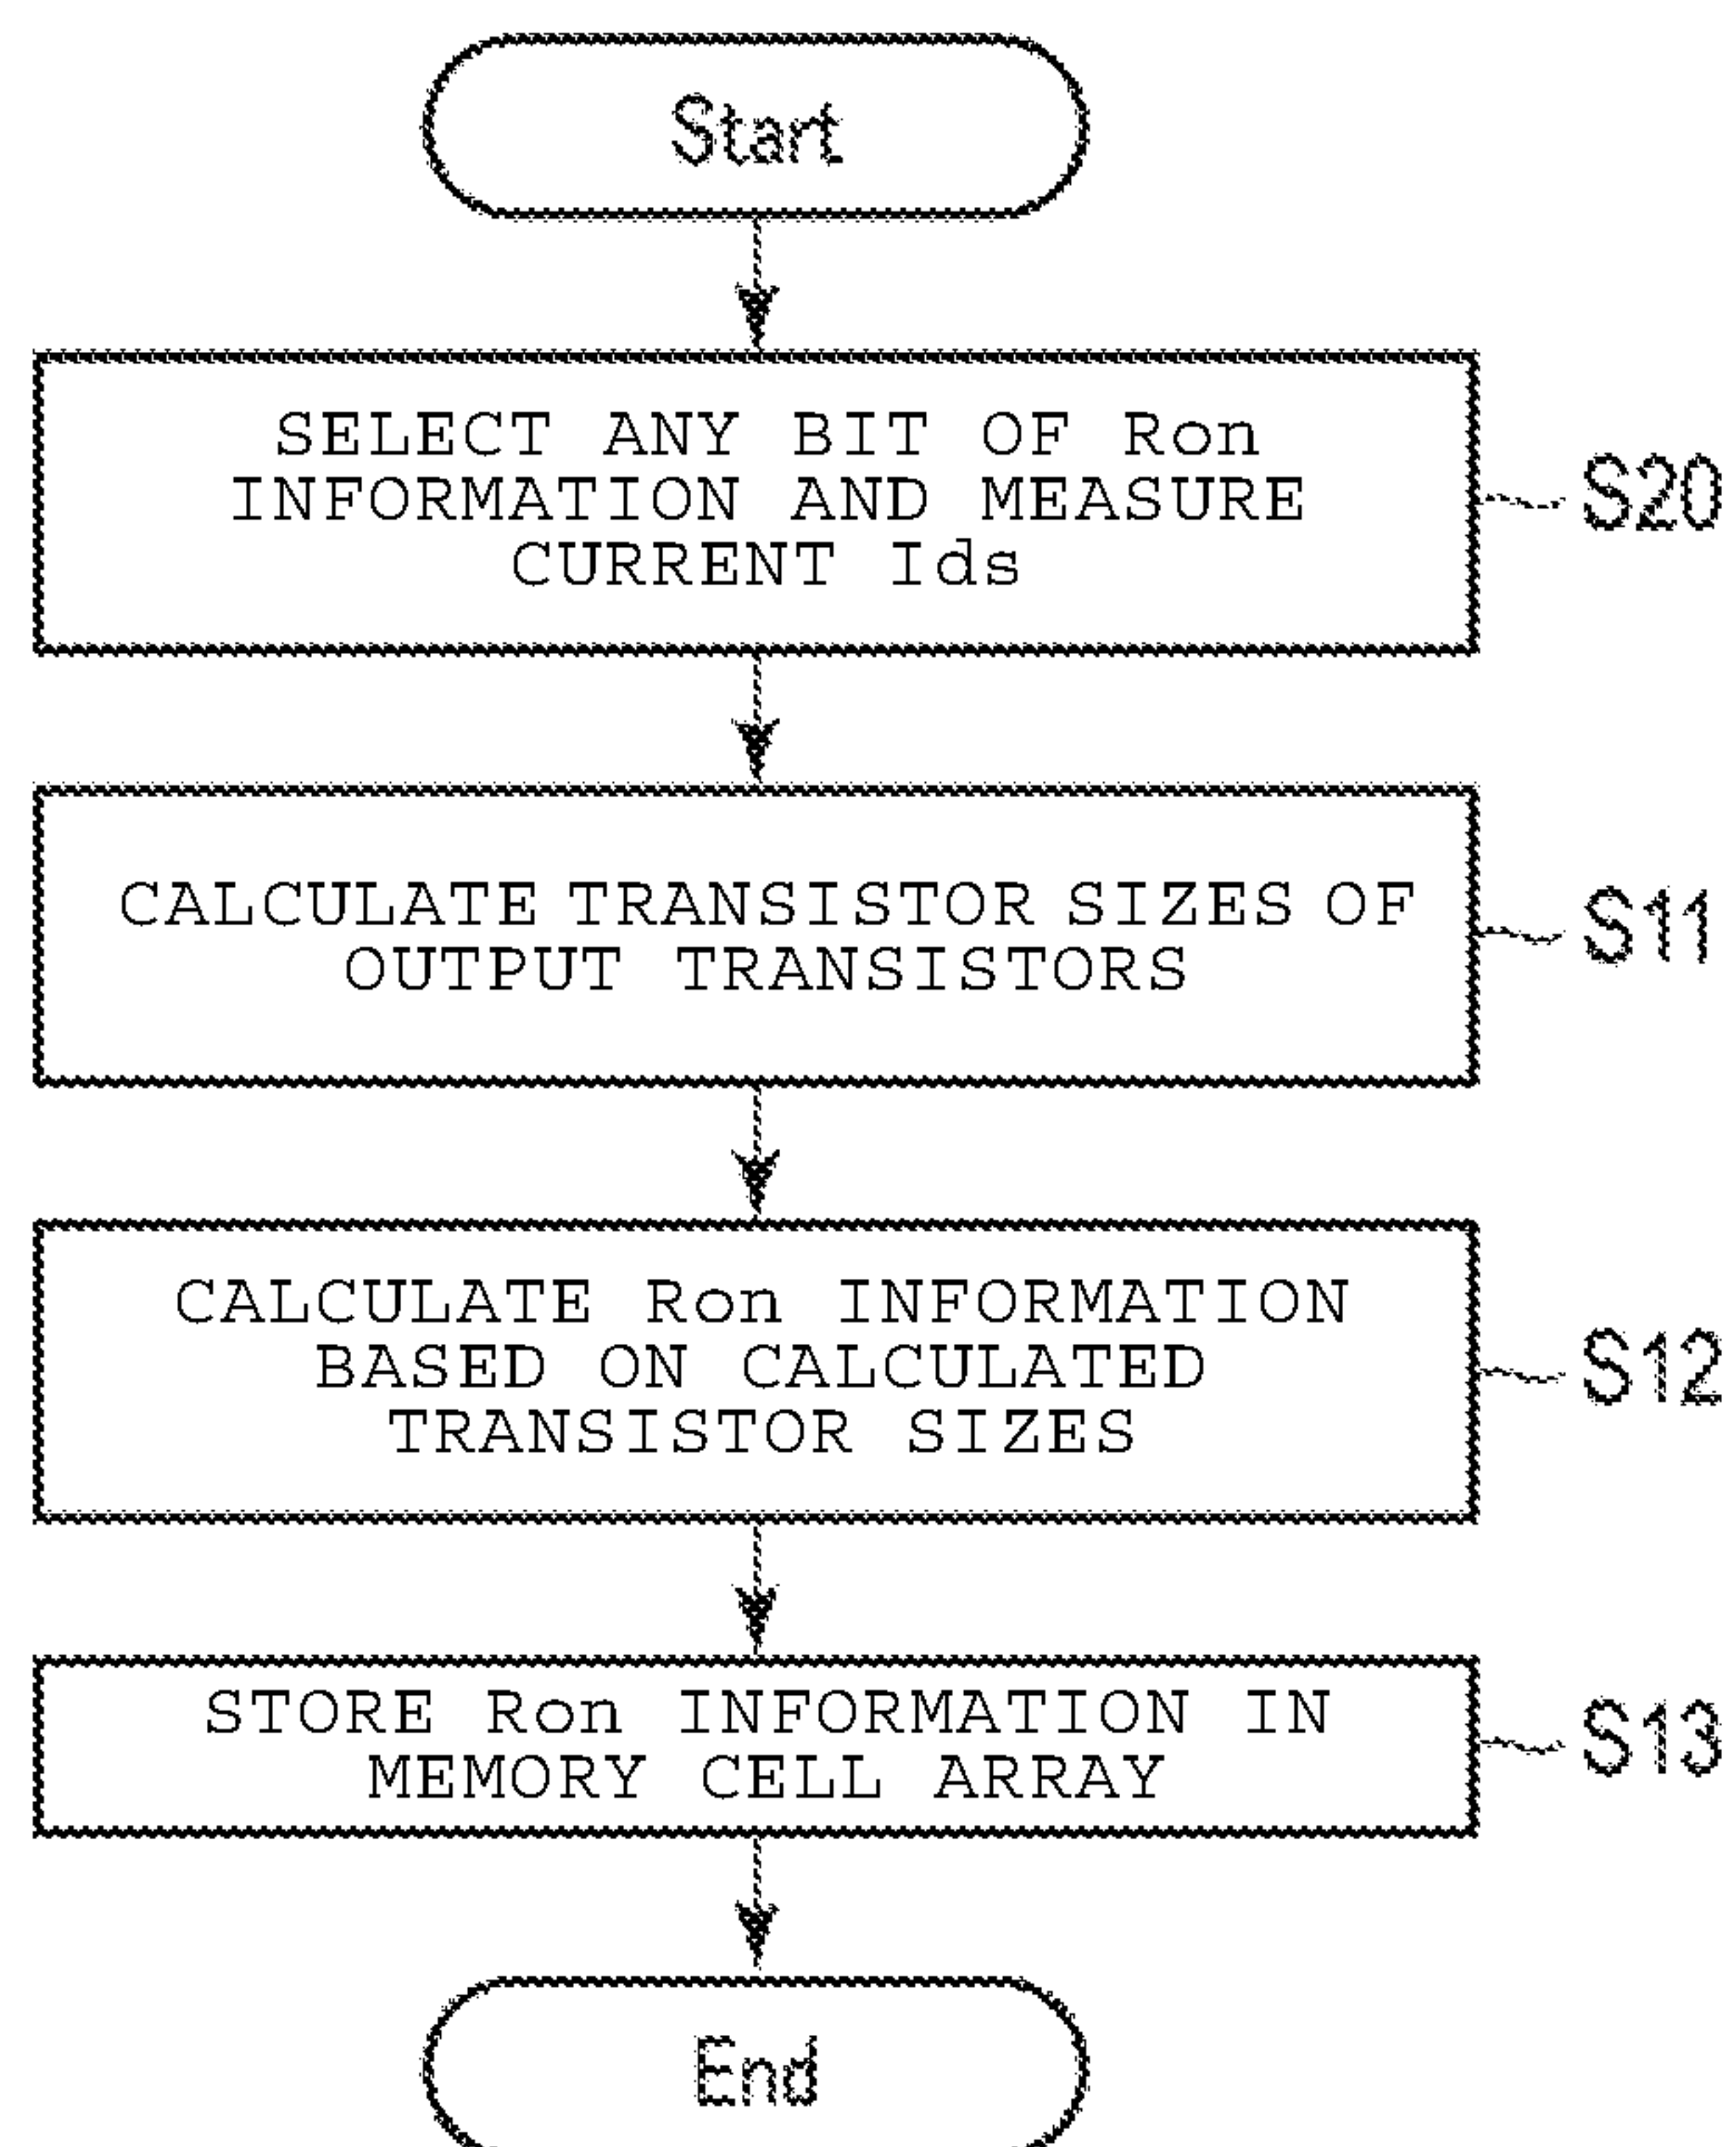 Start
SELECT ANY BIT OF Ron
INFORMATION AND MEASURE
CURRENT Ids
S20
CALCULATE TRANSISTOR SIZES OF
OUTPUT TRANSISTORS
S11
CALCULATE Ron INFORMATION
BASED ON CALCULATED
TRANSISTOR SIZES
S12
STORE Ron INFORMATION IN
MEMORY CELL ARRAY
S13
End